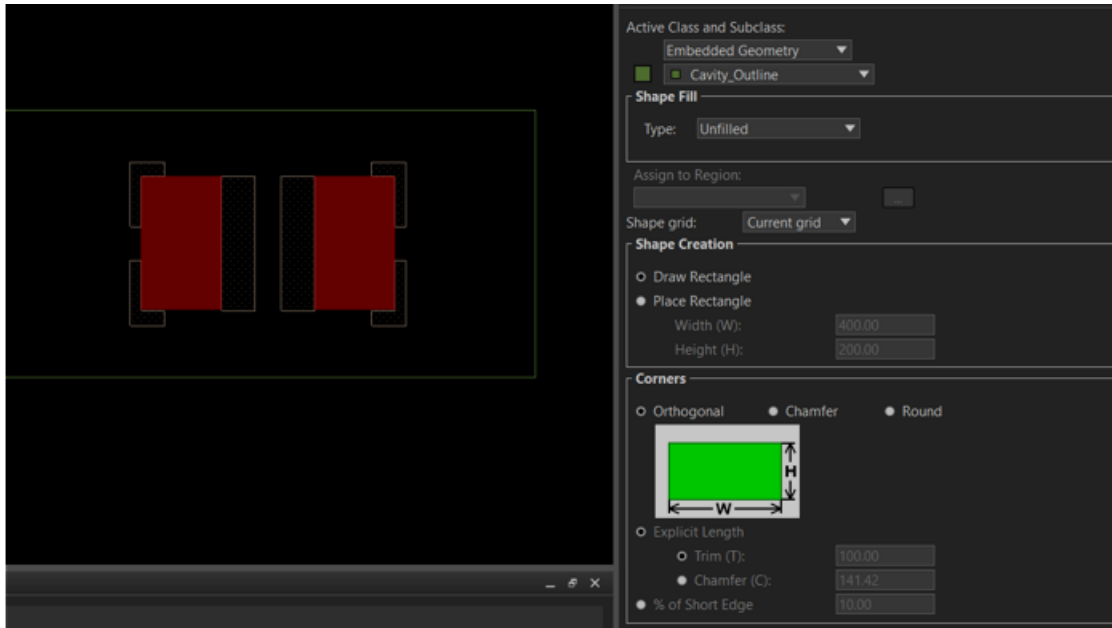 Active Class and Subclass:
Embedded Geometry
Cavity_Outline
Shape Fill
Type: Unfilled
Assign to Region:
...
Shape grid: Current grid
Shape Creation
Draw Rectangle
Place Rectangle
Width (W): 400.00
Height (H): 200.00
Corners
Orthogonal Chamfer Round
H
W
Explicit Length
Trim (T): 100.00
Chamfer (C): 141.42
% of Short Edge 10.00